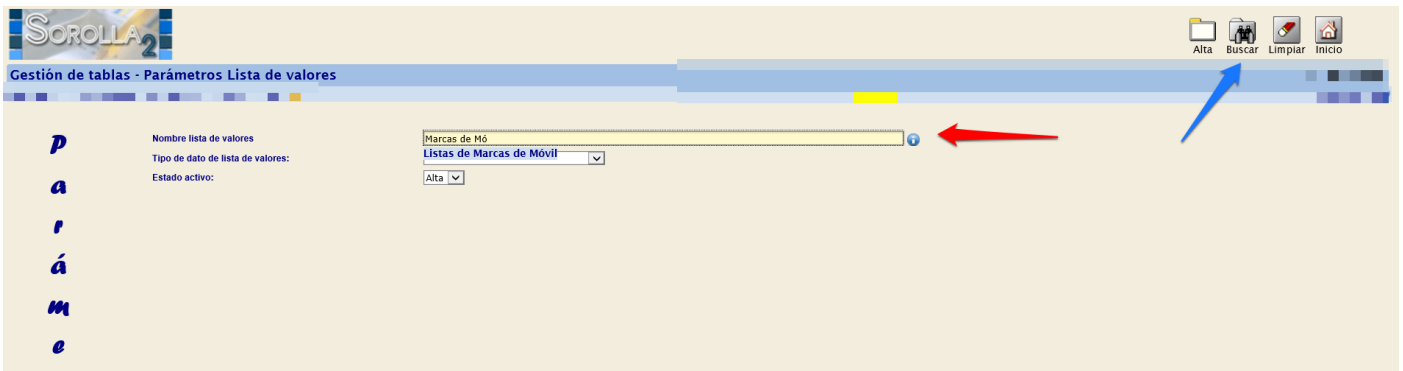 SOROLLA2
Alta Buscar Limpiar Inicio
Gestión de tablas - Parámetros Lista de valores
Nombre lista de valores
Marcas de Mó
Listas de Marcas de Móvil
Tipo de dato de lista de valores:
Estado activo:
Alta
P
a
r
á
m
e